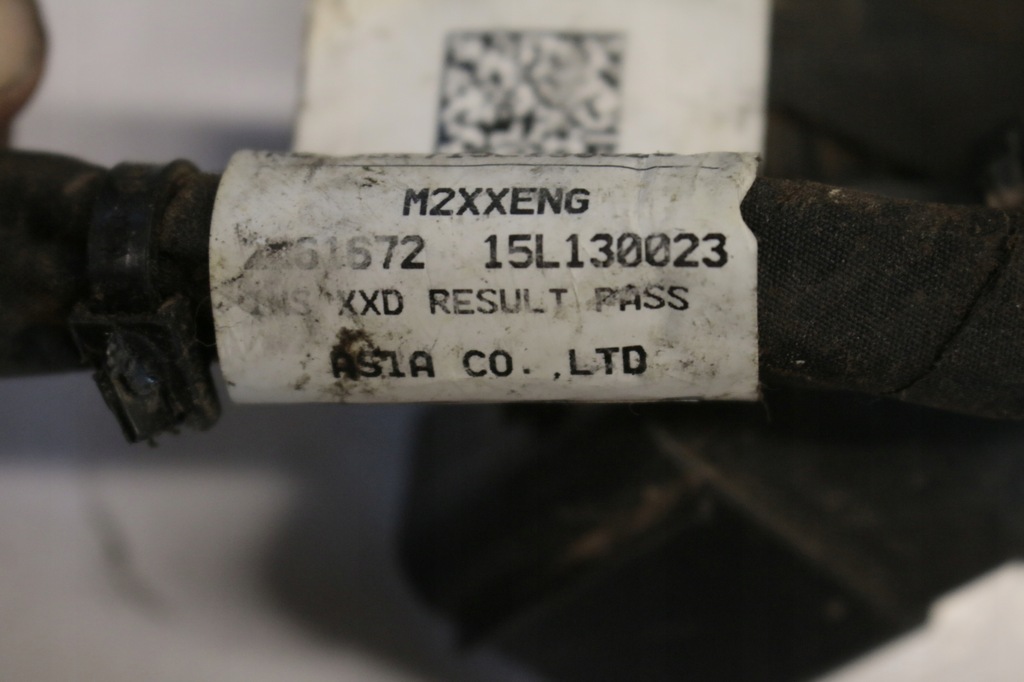 M2XXENG
15L130023
XXD RESULT PASS
ASIA CO.,LTD